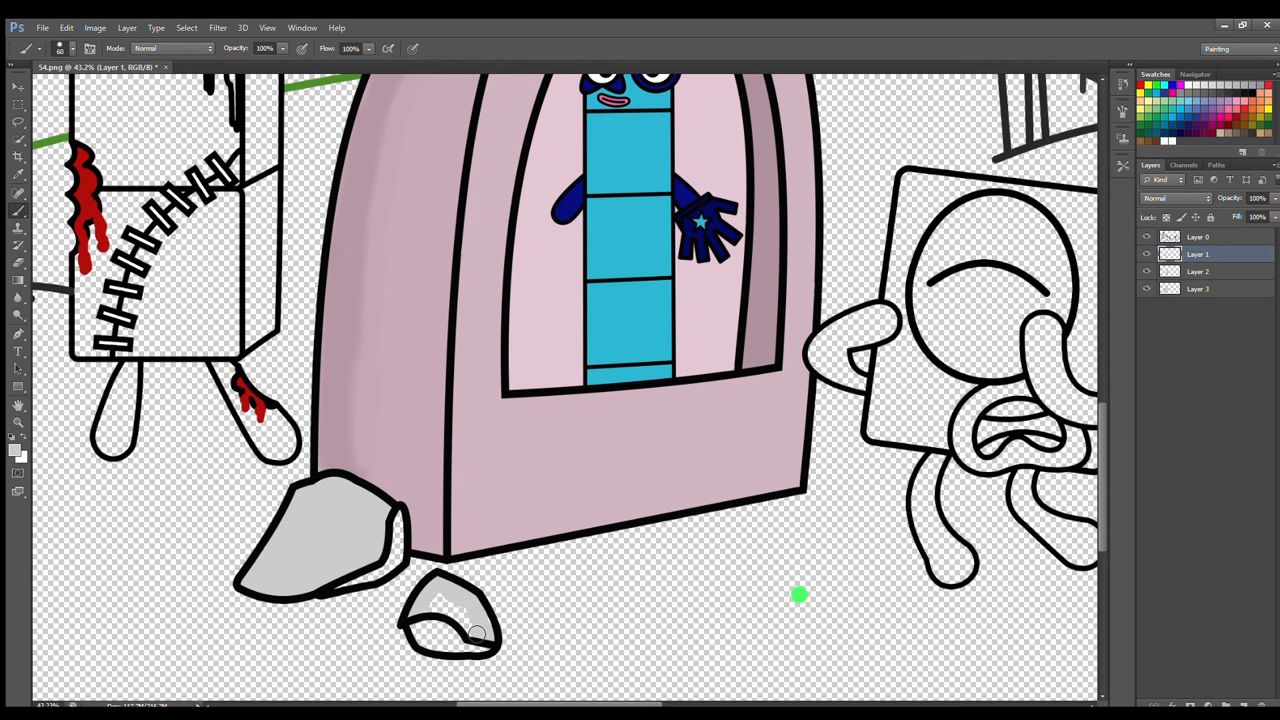 Ps File Edit Image Layer Type Select Filter 3D View Window Help
60 Mode: Normal Opacity: 100% Flow: 100% Painting
54.png @ 43.2% (Layer 1, RGB/8) * ×
Swatches Navigator
Layers Channels Paths
Kind
Normal Opacity: 100%
Lock: Fill: 100%
Layer 0
Layer 1
Layer 2
Layer 3